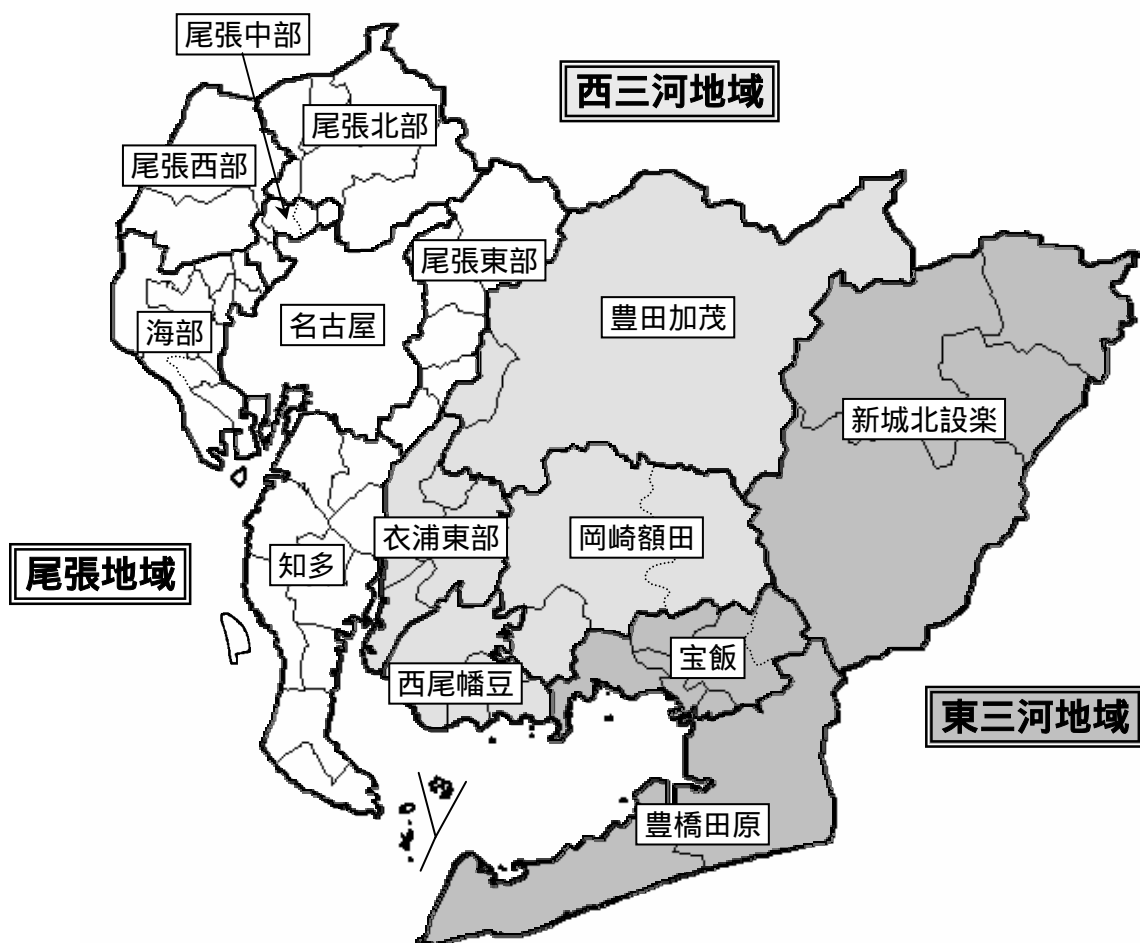 尾張中部
西三河地域
尾張北部
尾張西部
尾張東部
海部
名古屋
豊田加茂
新城北設楽
衣浦東部
岡崎額田
知多
尾張地域
宝飯
西尾幡豆
東三河地域
豊橋田原